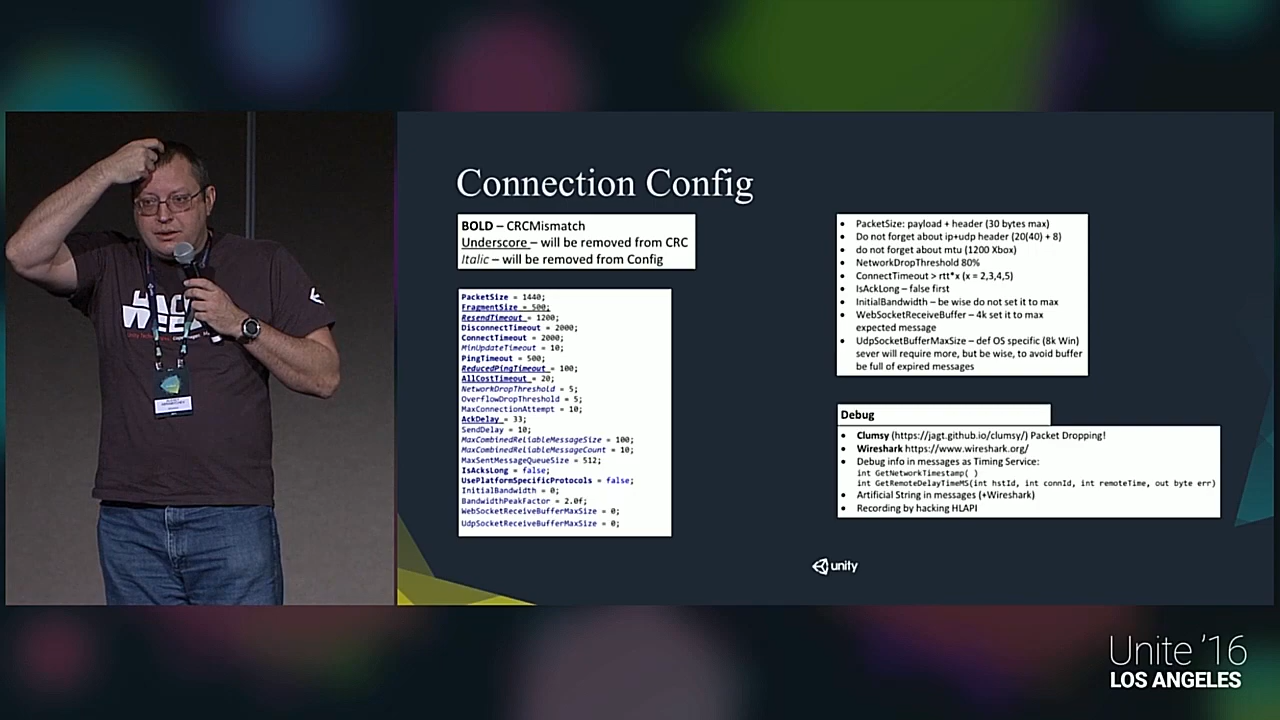 Connection Config
BOLD – CRCMismatch
Underscore – will be removed from CRC
Italic – will be removed from Config
PacketSize = 1440;
FragmentSize = 500;
ResendTimeout = 1200;
DisconnectTimeout = 2000;
ConnectTimeout = 2000;
MinUpdateTimeout = 10;
PingTimeout = 500;
ReducedPingTimeout = 100;
AllCostTimeout = 20;
NetworkDropThreshold = 5;
OverflowDropThreshold = 5;
MaxConnectionAttempt = 10;
AckDelay = 33;
SendDelay = 10;
MaxCombinedReliableMessageSize = 100;
MaxCombinedReliableMessageCount = 10;
MaxSentMessageQueueSize = 512;
IsAcksLong = false;
UsePlatformSpecificProtocols = false;
InitialBandwidth = 0;
BandwidthPeakFactor = 2.0f;
WebSocketReceiveBufferMaxSize = 0;
UdpSocketReceiveBufferMaxSize = 0;
• PacketSize: payload + header (30 bytes max)
• Do not forget about ip+udp header (20(40) + 8)
• do not forget about mtu (1200 Xbox)
• NetworkDropThreshold 80%
• ConnectTimeout > rtt*x (x = 2,3,4,5)
• IsAckLong – false first
• InitialBandwidth – be wise do not set it to max
• WebSocketReceiveBuffer – 4k set it to max
expected message
• UdpSocketBufferMaxSize – def OS specific (8k Win)
sever will require more, but be wise, to avoid buffer
be full of expired messages
Debug
• Clumsy (https://jagt.github.io/clumsy/) Packet Dropping!
• Wireshark https://www.wireshark.org/
• Debug info in messages as Timing Service:
int GetNetworkTimestamp( )
int GetRemoteDelayTimeMS(int hstId, int connId, int remoteTime, out byte err)
• Artificial String in messages (+Wireshark)
• Recording by hacking HLAPI
unity
HACK
WEEK
Unite '16
LOS ANGELES